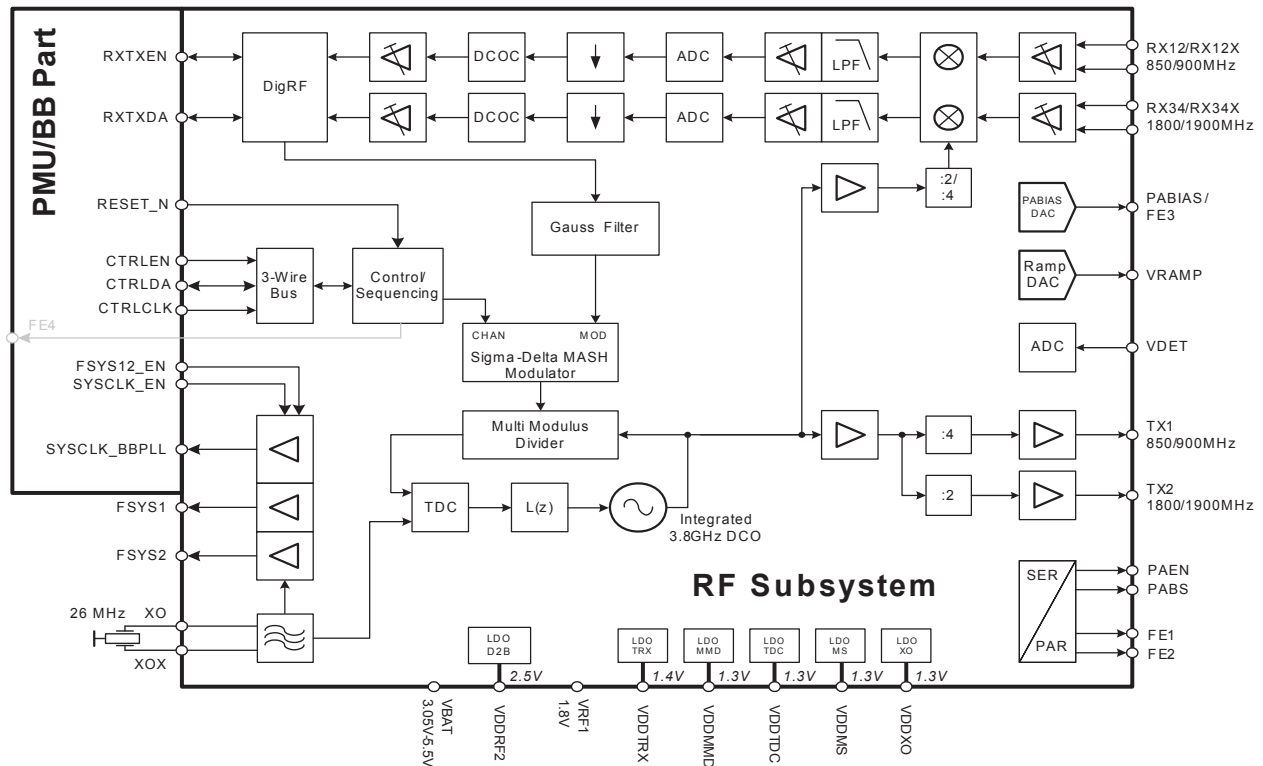 PMU/BB Part
RXTXEN
RXTXDA
RESET_N
CTRLEN
CTRLDA
CTRLCLK
FE4
FSYS12_EN
SYSCLK_EN
SYSCLK_BBPLL
FSYS1
FSYS2
26 MHz
XO
XOX
DigRF
DCOC
ADC
LPF
DCOC
ADC
LPF
RX12/RX12X
850/900MHz
RX34/RX34X
1800/1900MHz
:2/
:4
Gauss Filter
3-Wire
Bus
Control/
Sequencing
CHAN
MOD
Sigma-Delta MASH
Modulator
Multi Modulus
Divider
TDC
L(z)
Integrated
3.8GHz DCO
PABIAS
DAC
PABIAS/
FE3
Ramp
DAC
VRAMP
ADC
VDET
:4
TX1
850/900MHz
:2
TX2
1800/1900MHz
RF Subsystem
SER
PAR
PAEN
PABS
FE1
FE2
LDO
D2B
LDO
TRX
LDO
MMD
LDO
TDC
LDO
MS
LDO
XO
2.5V
1.4V
1.3V
1.3V
1.3V
1.3V
VBAT
3.05V-5.5V
VDDRF2
VRF1
1.8V
VDDTRX
VDDMMD
VDDTDC
VDDMS
VDDXO